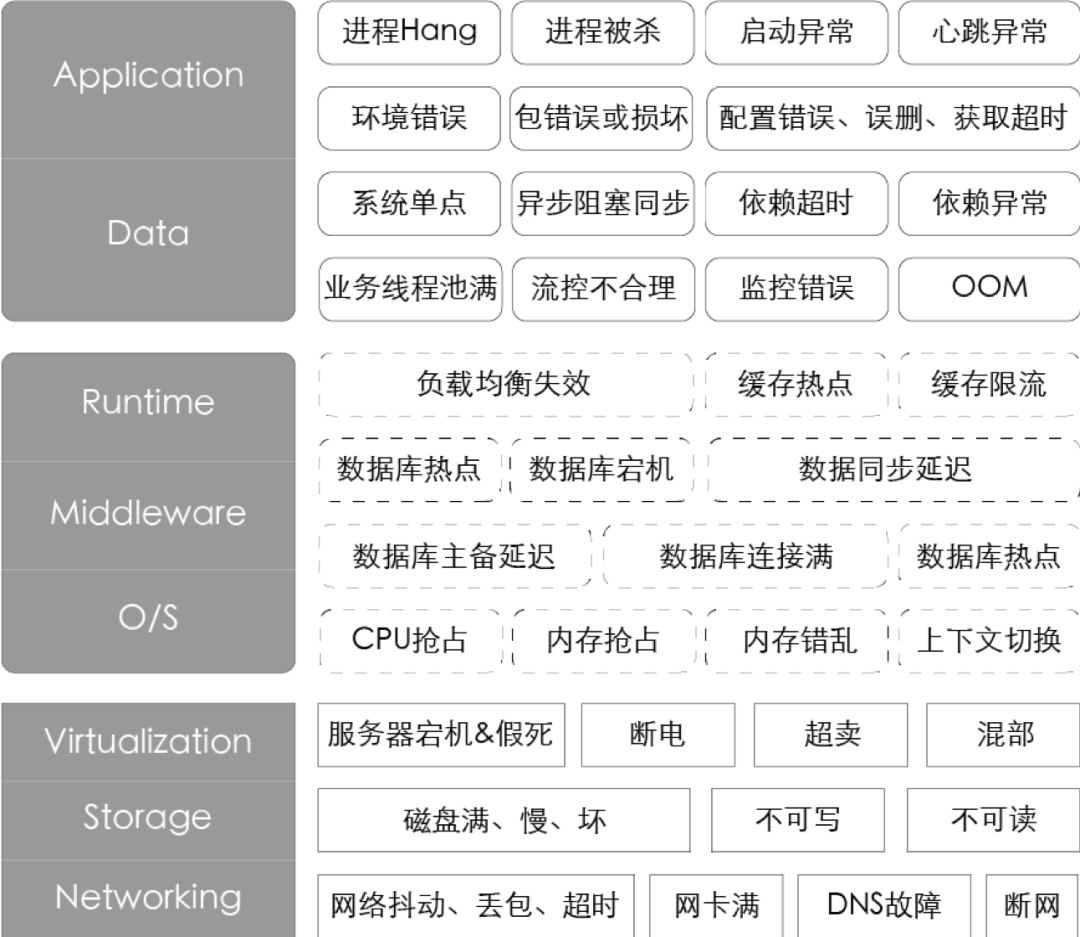 Application
进程Hang 进程被杀 启动异常 心跳异常
环境错误 包错误或损坏 配置错误、误删、获取超时
Data
系统单点 异步阻塞同步 依赖超时 依赖异常
业务线程池满 流控不合理 监控错误 OOM
Runtime
负载均衡失效 缓存热点 缓存限流
Middleware
数据库热点 数据库宕机 数据同步延迟
数据库主备延迟 数据库连接满 数据库热点
O/S
CPU抢占 内存抢占 内存错乱 上下文切换
Virtualization
服务器宕机&假死 断电 超卖 混部
Storage
磁盘满、慢、坏 不可写 不可读
Networking
网络抖动、丢包、超时 网卡满 DNS故障 断网